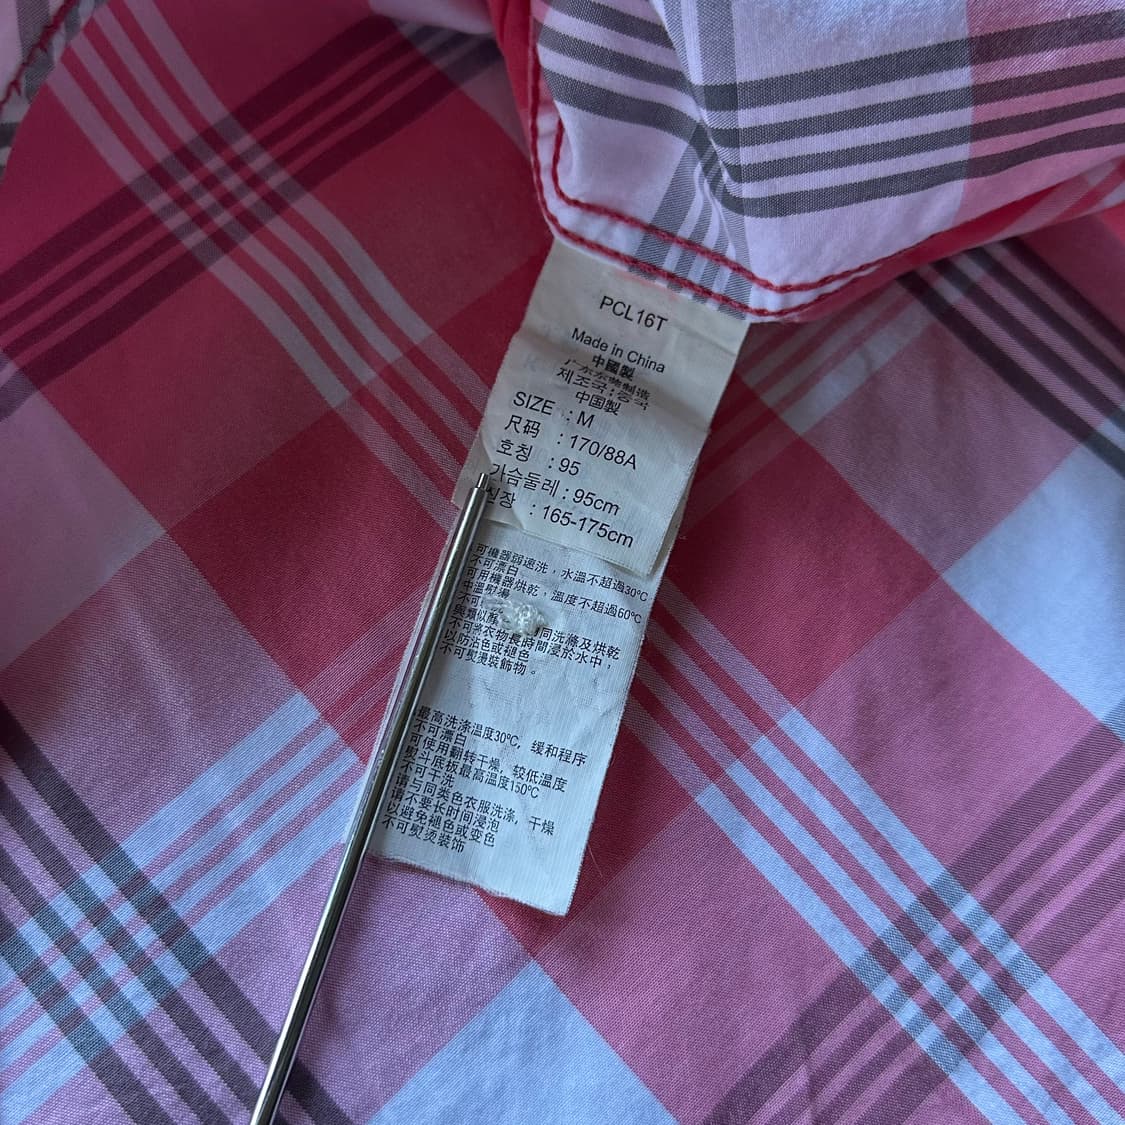 PCL16T
Made in China
中國製
广东东莞制造
제조국:중국
中国製
SIZE : M
尺码 : 170/88A
호칭 : 95
가슴둘레 : 95cm
신장 : 165-175cm
可機器弱速洗，水溫不超過30°C
不可漂白
可用機器烘乾，溫度不超過60°C
中溫熨燙
不可
與類似 同洗滌及烘乾
不可將衣物長時間浸於水中，
以防沾色或褪色
不可熨燙裝飾物。
最高洗涤温度30°C，缓和程序
不可漂白
可使用翻转干燥，较低温度
熨斗底板最高温度150°C
不可干洗
请与同类色衣服洗涤，干燥
请不要长时间浸泡
以避免褪色或变色
不可熨烫装饰